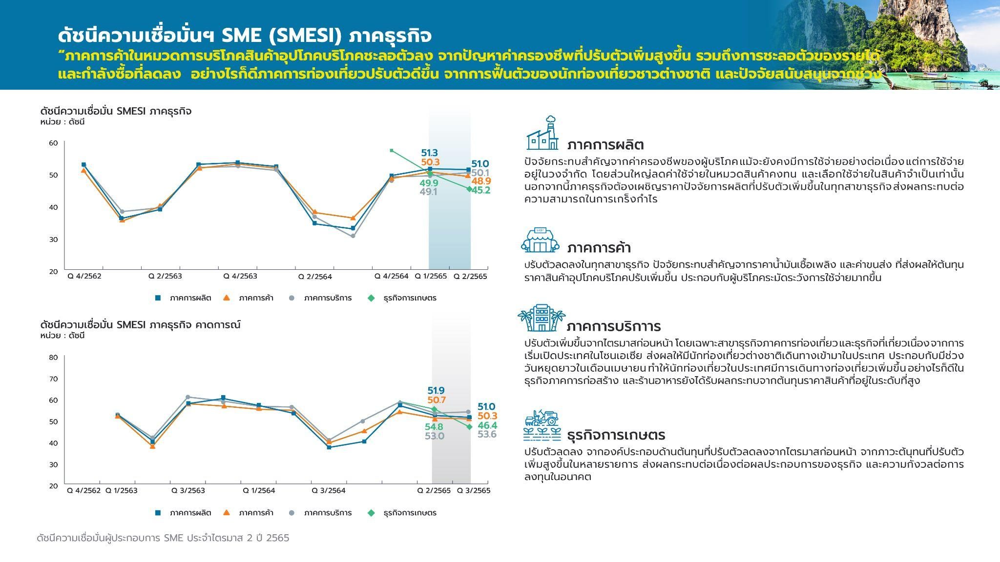 ดัชนีความเชื่อมั่นฯ SME (SMESI) ภาคธุรกิจ
“ภาคการค้าในหมวดการบริโภคสินค้าอุปโภคบริโภคชะลอตัวลง จากปัญหาค่าครองชีพที่ปรับตัวเพิ่มสูงขึ้น รวมถึงการชะลอตัวของรายได้
และกำลังซื้อที่ลดลง อย่างไรก็ดีภาคการท่องเที่ยวปรับตัวดีขึ้น จากการฟื้นตัวของนักท่องเที่ยวชาวต่างชาติ และปัจจัยสนับสนุนจากช่วง
ดัชนีความเชื่อมั่น SMESI ภาคธุรกิจ
หน่วย : ดัชนี
60
50
40
30
20
51.3
50.3
49.9
49.1
51.0
50.1
48.9
45.2
Q 4/2562 Q 2/2563 Q 4/2563 Q 2/2564 Q 4/2564 Q 1/2565 Q 2/2565
ภาคการผลิต ภาคการค้า ภาคการบริการ ธุรกิจการเกษตร
ดัชนีความเชื่อมั่น SMESI ภาคธุรกิจ คาดการณ์
หน่วย : ดัชนี
80
70
60
50
40
30
20
51.9
50.7
54.8
53.0
51.0
50.3
46.4
53.6
Q 4/2562 Q 1/2563 Q 3/2563 Q 1/2564 Q 3/2564 Q 2/2565 Q 3/2565
ภาคการผลิต ภาคการค้า ภาคการบริการ ธุรกิจการเกษตร
ภาคการผลิต
ปัจจัยกระทบสำคัญจากค่าครองชีพของผู้บริโภค แม้จะยังคงมีการใช้จ่ายอย่างต่อเนื่อง แต่การใช้จ่าย
อยู่ในวงจำกัด โดยส่วนใหญ่ลดค่าใช้จ่ายในหมวดสินค้าคงทน และเลือกใช้จ่ายในสินค้าจำเป็นเท่านั้น
นอกจากนี้ภาคธุรกิจต้องเผชิญราคาปัจจัยการผลิตที่ปรับตัวเพิ่มขึ้นในทุกสาขาธุรกิจ ส่งผลกระทบต่อ
ความสามารถในการเกร็งกำไร
SHOP
ภาคการค้า
ปรับตัวลดลงในทุกสาขาธุรกิจ ปัจจัยกระทบสำคัญจากราคาน้ำมันเชื้อเพลิง และค่าขนส่ง ที่ส่งผลให้ต้นทุน
ราคาสินค้าอุปโภคบริโภคปรับเพิ่มขึ้น ประกอบกับผู้บริโภคระมัดระวังการใช้จ่ายมากขึ้น
ภาคการบริกาาร
ปรับตัวเพิ่มขึ้นจากไตรมาสก่อนหน้า โดยเฉพาะสาขาธุรกิจภาคการท่องเที่ยว และธุรกิจที่เกี่ยวเนื่อง จากการ
เริ่มเปิดประเทศในโซนเอเซีย ส่งผลให้มีนักท่องเที่ยวต่างชาติเดินทางเข้ามาในประเทศ ประกอบกับมีช่วง
วันหยุดยาวในเดือนเมษายน ทำให้นักท่องเที่ยวในประเทศมีการเดินทางท่องเที่ยวเพิ่มขึ้น อย่างไรก็ดีใน
ธุรกิจภาคการก่อสร้าง และร้านอาหารยังได้รับผลกระทบจากต้นทุนราคาสินค้าที่อยู่ในระดับที่สูง
ธุรกิจการเกษตร
ปรับตัวลดลง จากองค์ประกอบด้านต้นทุนที่ปรับตัวลดลงจากไตรมาสก่อนหน้า จากภาวะต้นุทนที่ปรับตัว
เพิ่มสูงขึ้นในหลายรายการ ส่งผลกระทบต่อเนื่องต่อผลประกอบการของธุรกิจ และความกังวลต่อการ
ลงทุนในอนาคต
ดัชนีความเชื่อมั่นผู้ประกอบการ SME ประจำไตรมาส 2 ปี 2565